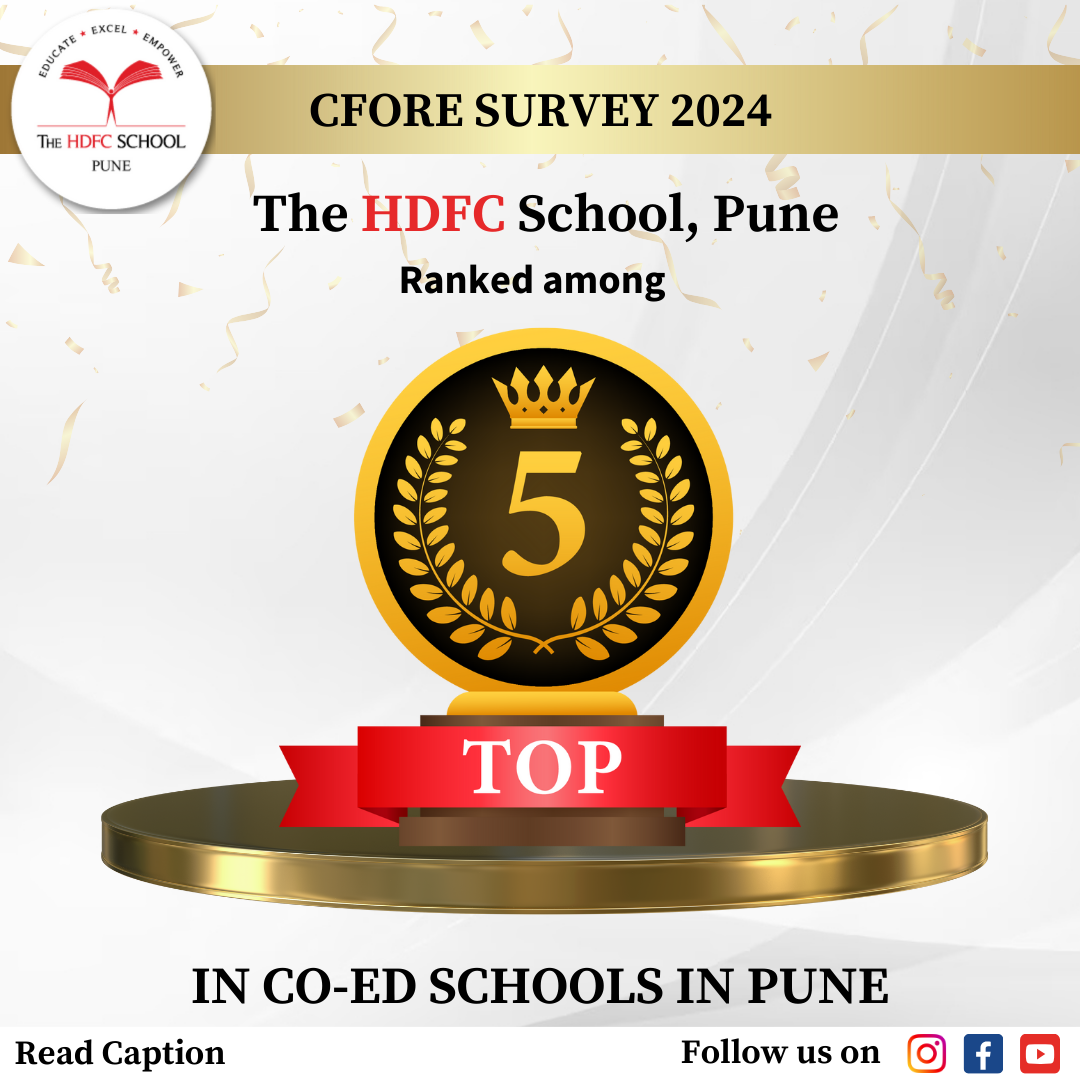 EDUCATE ★ EXCEL ★ EMPOWER
THE HDFC SCHOOL
PUNE
CFORE SURVEY 2024
The HDFC School, Pune
Ranked among
5
TOP
IN CO-ED SCHOOLS IN PUNE
Read Caption
Follow us on